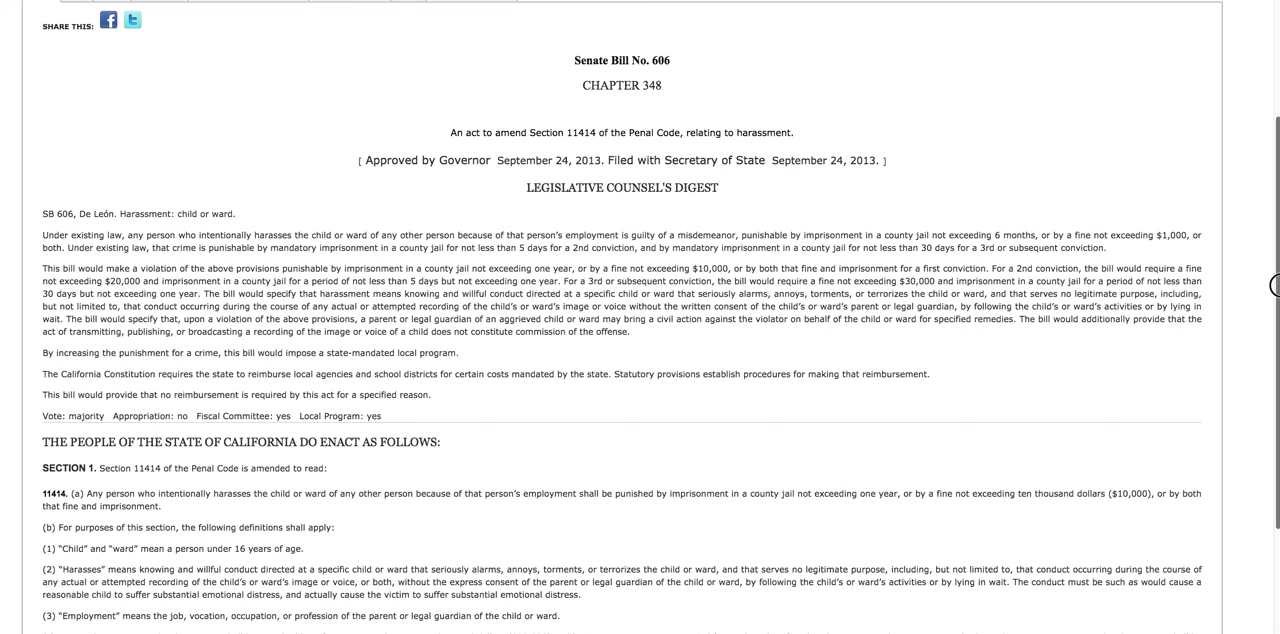 SHARE THIS:
Senate Bill No. 606
CHAPTER 348
An act to amend Section 11414 of the Penal Code, relating to harassment.
[ Approved by Governor September 24, 2013. Filed with Secretary of State September 24, 2013. ]
LEGISLATIVE COUNSEL'S DIGEST
SB 606, De León. Harassment: child or ward.
Under existing law, any person who intentionally harasses the child or ward of any other person because of that person's employment is guilty of a misdemeanor, punishable by imprisonment in a county jail not exceeding 6 months, or by a fine not exceeding $1,000, or
both. Under existing law, that crime is punishable by mandatory imprisonment in a county jail for not less than 5 days for a 2nd conviction, and by mandatory imprisonment in a county jail for not less than 30 days for a 3rd or subsequent conviction.
This bill would make a violation of the above provisions punishable by imprisonment in a county jail not exceeding one year, or by a fine not exceeding $10,000, or by both that fine and imprisonment for a first conviction. For a 2nd conviction, the bill would require a fine
not exceeding $20,000 and imprisonment in a county jail for a period of not less than 5 days but not exceeding one year. For a 3rd or subsequent conviction, the bill would require a fine not exceeding $30,000 and imprisonment in a county jail for a period of not less than
30 days but not exceeding one year. The bill would specify that harassment means knowing and willful conduct directed at a specific child or ward that seriously alarms, annoys, torments, or terrorizes the child or ward, and that serves no legitimate purpose, including,
but not limited to, that conduct occurring during the course of any actual or attempted recording of the child's or ward's image or voice without the written consent of the child's or ward's parent or legal guardian, by following the child's or ward's activities or by lying in
wait. The bill would specify that, upon a violation of the above provisions, a parent or legal guardian of an aggrieved child or ward may bring a civil action against the violator on behalf of the child or ward for specified remedies. The bill would additionally provide that the
act of transmitting, publishing, or broadcasting a recording of the image or voice of a child does not constitute commission of the offense.
By increasing the punishment for a crime, this bill would impose a state-mandated local program.
The California Constitution requires the state to reimburse local agencies and school districts for certain costs mandated by the state. Statutory provisions establish procedures for making that reimbursement.
This bill would provide that no reimbursement is required by this act for a specified reason.
Vote: majority Appropriation: no Fiscal Committee: yes Local Program: yes
THE PEOPLE OF THE STATE OF CALIFORNIA DO ENACT AS FOLLOWS:
SECTION 1. Section 11414 of the Penal Code is amended to read:
11414. (a) Any person who intentionally harasses the child or ward of any other person because of that person's employment shall be punished by imprisonment in a county jail not exceeding one year, or by a fine not exceeding ten thousand dollars ($10,000), or by both
that fine and imprisonment.
(b) For purposes of this section, the following definitions shall apply:
(1) "Child" and "ward" mean a person under 16 years of age.
(2) "Harasses" means knowing and willful conduct directed at a specific child or ward that seriously alarms, annoys, torments, or terrorizes the child or ward, and that serves no legitimate purpose, including, but not limited to, that conduct occurring during the course of
any actual or attempted recording of the child's or ward's image or voice, or both, without the express consent of the parent or legal guardian of the child or ward, by following the child's or ward's activities or by lying in wait. The conduct must be such as would cause a
reasonable child to suffer substantial emotional distress, and actually cause the victim to suffer substantial emotional distress.
(3) "Employment" means the job, vocation, occupation, or profession of the parent or legal guardian of the child or ward.